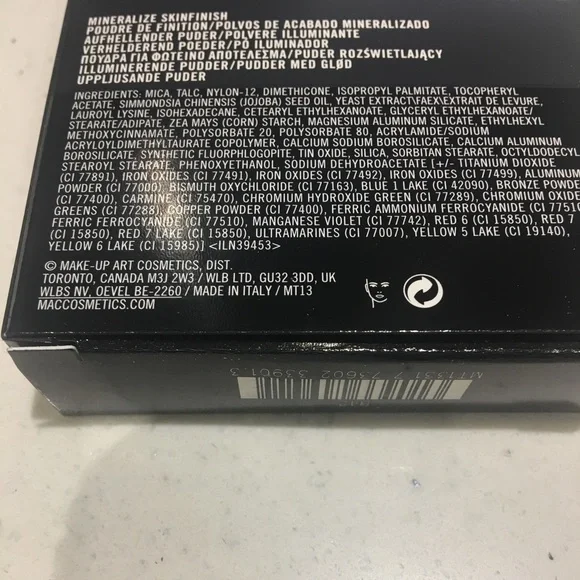 MINERALIZE SKINFINISH
POUDRE DE FINITION/POLVOS DE ACABADO MINERALIZADO
AUFHELLENDER PUDER/POLVERE ILLUMINANTE
VERHELDEREND POEDER/PÓ ILUMINADOR
ΠΟΥΔΡΑ ΓΙΑ ΦΩΤΕΙΝΟ ΑΠΟΤΕΛΕΣΜΑ/PUDER ROZŚWIETLAJĄCY
ILLUMINERENDE PUDDER/PUDDER MED GLØD
UPPLJUSANDE PUDER
INGREDIENTS: MICA, TALC, NYLON-12, DIMETHICONE, ISOPROPYL PALMITATE, TOCOPHERYL
ACETATE, SIMMONDSIA CHINENSIS (JOJOBA) SEED OIL, YEAST EXTRACT\FAEX\EXTRAIT DE LEVURE,
LAUROYL LYSINE, ISOHEXADECANE, CETEARYL ETHYLHEXANOATE, GLYCERYL ETHYLHEXANOATE/
STEARATE/ADIPATE, ZEA MAYS (CORN) STARCH, MAGNESIUM ALUMINUM SILICATE, ETHYLHEXYL
METHOXYCINNAMATE, POLYSORBATE 20, POLYSORBATE 80, ACRYLAMIDE/SODIUM
ACRYLOYLDIMETHYLTAURATE COPOLYMER, CALCIUM SODIUM BOROSILICATE, CALCIUM ALUMINUM
BOROSILICATE, SYNTHETIC FLUORPHLOGOPITE, TIN OXIDE, SILICA, SORBITAN STEARATE, OCTYLDODECYL
STEAROYL STEARATE, PHENOXYETHANOL, SODIUM DEHYDROACETATE [+/- TITANIUM DIOXIDE
(CI 77891), IRON OXIDES (CI 77491), IRON OXIDES (CI 77492), IRON OXIDES (CI 77499), ALUMINUM
POWDER (CI 77000), BISMUTH OXYCHLORIDE (CI 77163), BLUE 1 LAKE (CI 42090), BRONZE POWDER
(CI 77400), CARMINE (CI 75470), CHROMIUM HYDROXIDE GREEN (CI 77289), CHROMIUM OXIDE
GREENS (CI 77288), COPPER POWDER (CI 77400), FERRIC AMMONIUM FERROCYANIDE (CI 77510
FERRIC FERROCYANIDE (CI 77510), MANGANESE VIOLET (CI 77742), RED 6 (CI 15850), RED 7
(CI 15850), RED 7 LAKE (CI 15850), ULTRAMARINES (CI 77007), YELLOW 5 LAKE (CI 19140),
YELLOW 6 LAKE (CI 15985)] <ILN39453>
© MAKE-UP ART COSMETICS, DIST.
TORONTO, CANADA M3J 2W3 / WLB LTD, GU32 3DD, UK
WLBS NV, OEVEL BE-2260 / MADE IN ITALY / MT13
MACCOSMETICS.COM
MT1331 7 73602 33901 3